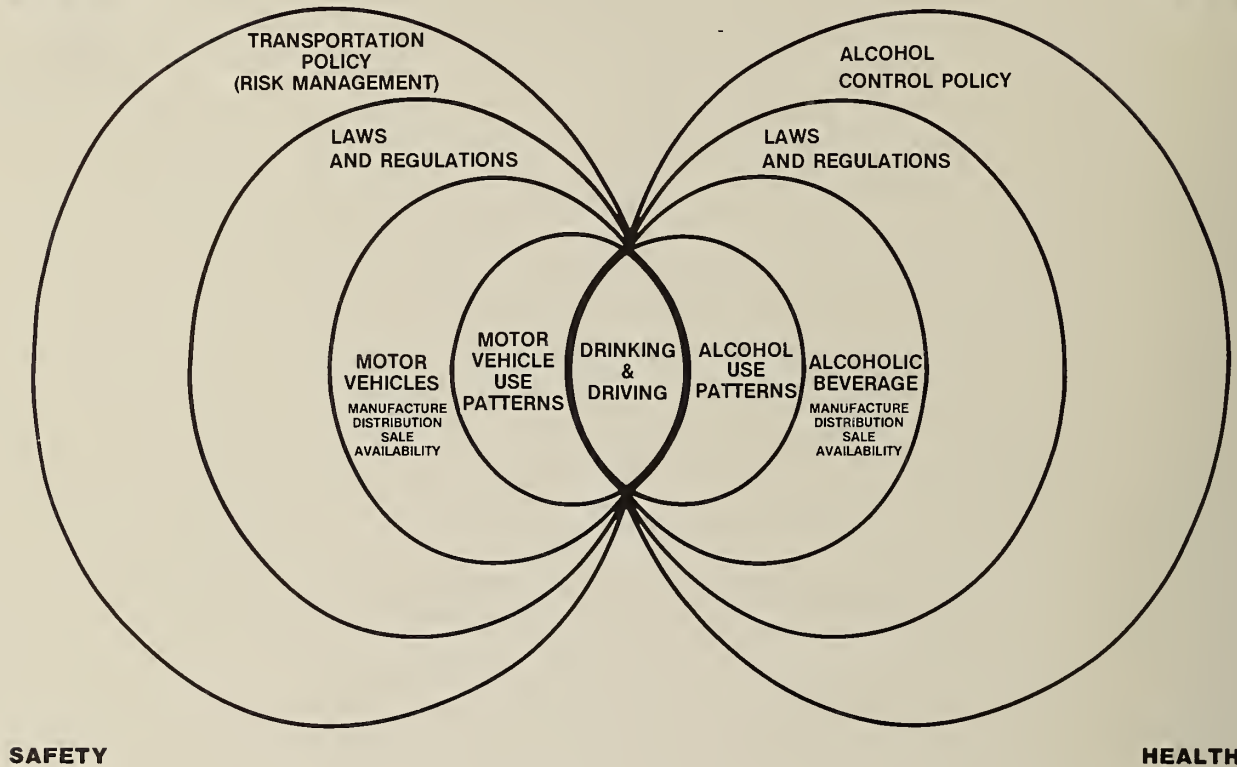 TRANSPORTATION
POLICY
(RISK MANAGEMENT)
ALCOHOL
CONTROL POLICY
LAWS
AND REGULATIONS
LAWS
AND REGULATIONS
MOTOR
VEHICLES
MANUFACTURE
DISTRIBUTION
SALE
AVAILABILITY
MOTOR
VEHICLE
USE
PATTERNS
DRINKING
&
DRIVING
ALCOHOL
USE
PATTERNS
ALCOHOLIC
BEVERAGE
MANUFACTURE
DISTRIBUTION
SALE
AVAILABILITY
SAFETY
HEALTH